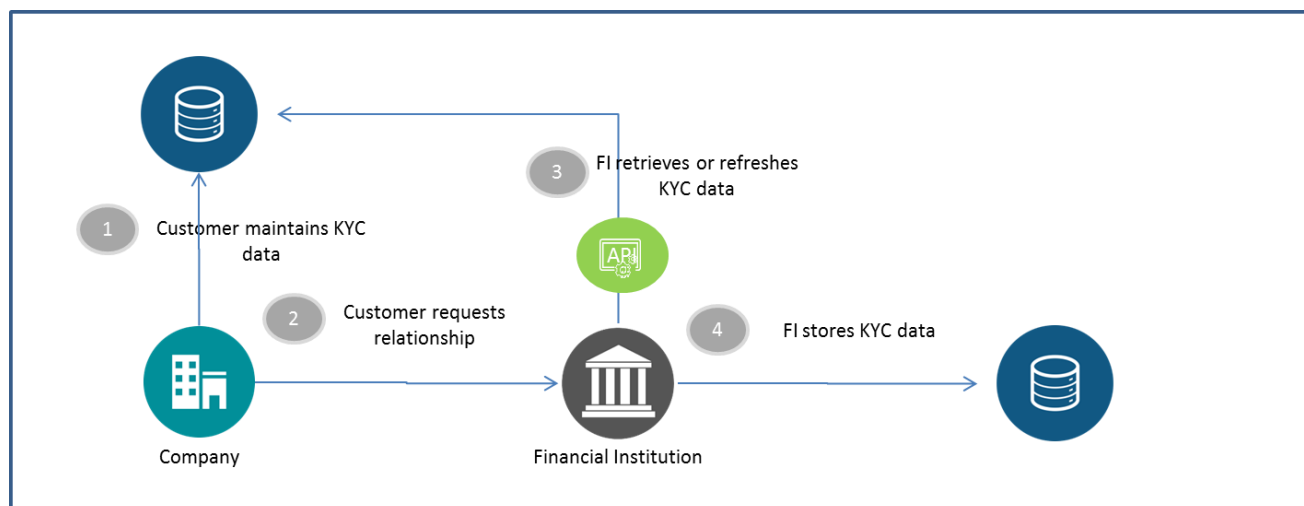 3
FI retrieves or refreshes
KYC data
1
Customer maintains KYC
data
API
2
Customer requests
relationship
4
FI stores KYC data
Company
Financial Institution